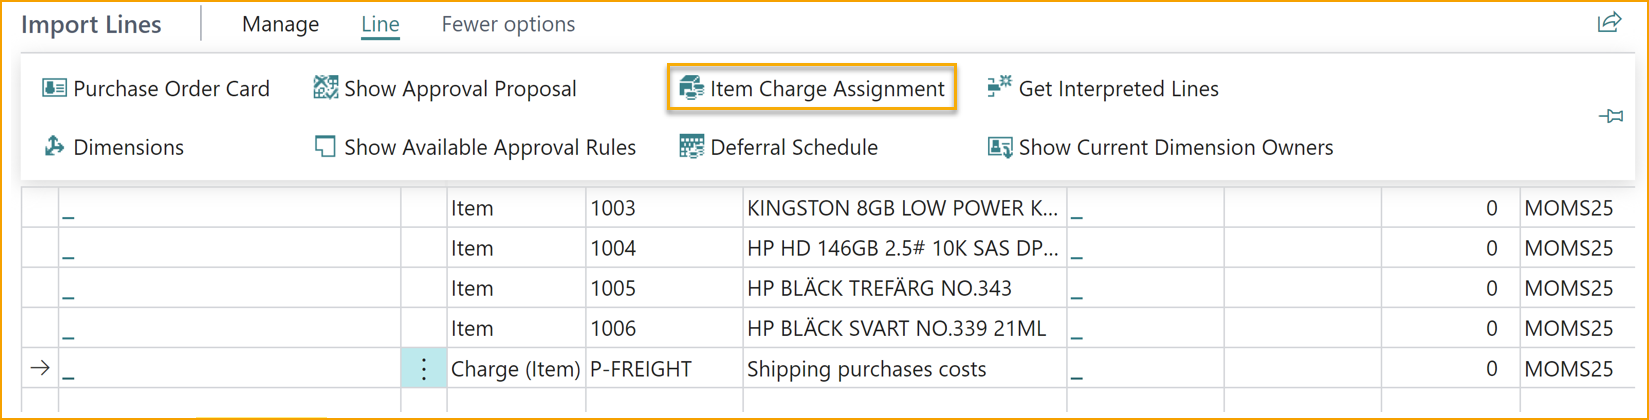 Import Lines Manage Line Fewer options
Purchase Order Card Show Approval Proposal Item Charge Assignment Get Interpreted Lines
Dimensions Show Available Approval Rules Deferral Schedule Show Current Dimension Owners
_ Item 1003 KINGSTON 8GB LOW POWER K... _ 0 MOMS25
_ Item 1004 HP HD 146GB 2.5# 10K SAS DP... _ 0 MOMS25
_ Item 1005 HP BLÄCK TREFÄRG NO.343 _ 0 MOMS25
_ Item 1006 HP BLÄCK SVART NO.339 21ML _ 0 MOMS25
_ Charge (Item) P-FREIGHT Shipping purchases costs _ 0 MOMS25